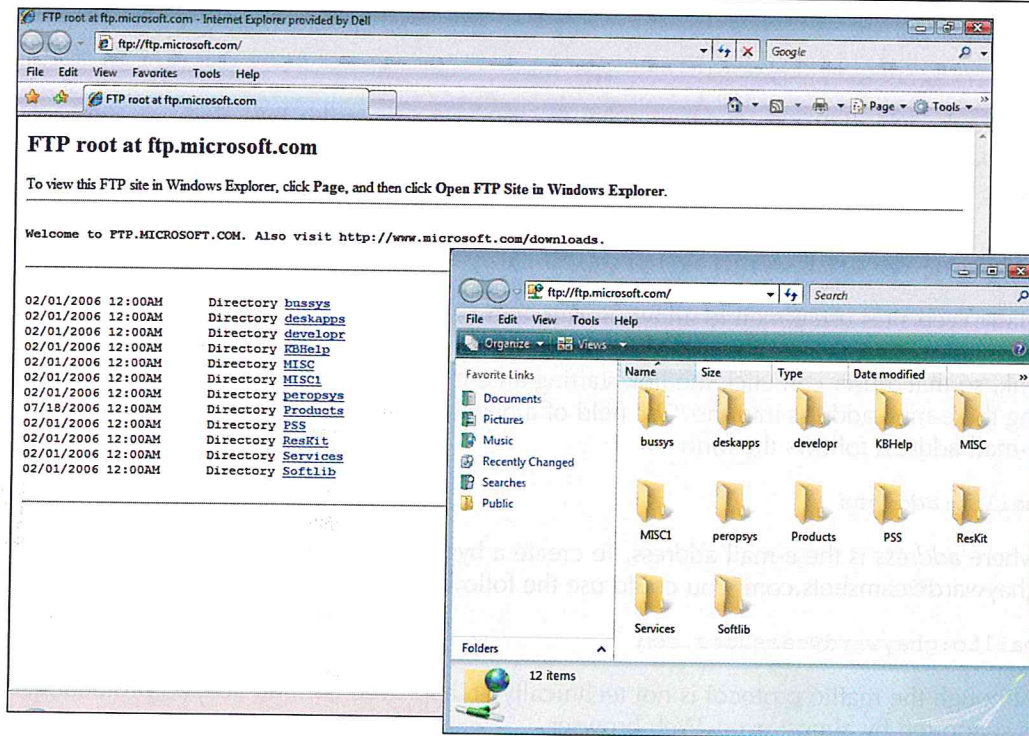 FTP root at ftp.microsoft.com - Internet Explorer provided by Dell
ftp://ftp.microsoft.com/
Google
File Edit View Favorites Tools Help
FTP root at ftp.microsoft.com
Page Tools »
FTP root at ftp.microsoft.com
To view this FTP site in Windows Explorer, click Page, and then click Open FTP Site in Windows Explorer.
Welcome to FTP.MICROSOFT.COM. Also visit http://www.microsoft.com/downloads.
02/01/2006 12:00AM Directory bussys
02/01/2006 12:00AM Directory deskapps
02/01/2006 12:00AM Directory developr
02/01/2006 12:00AM Directory KBHelp
02/01/2006 12:00AM Directory MISC
02/01/2006 12:00AM Directory MISC1
02/01/2006 12:00AM Directory peropsys
07/18/2006 12:00AM Directory Products
02/01/2006 12:00AM Directory PSS
02/01/2006 12:00AM Directory ResKit
02/01/2006 12:00AM Directory Services
02/01/2006 12:00AM Directory Softlib
ftp://ftp.microsoft.com/
Search
File Edit View Tools Help
Organize Views
Favorite Links
Documents
Pictures
Music
Recently Changed
Searches
Public
Folders
Name Size Type Date modified »
bussys deskapps developr KBHelp MISC
MISC1 peropsys Products PSS ResKit
Services Softlib
12 items